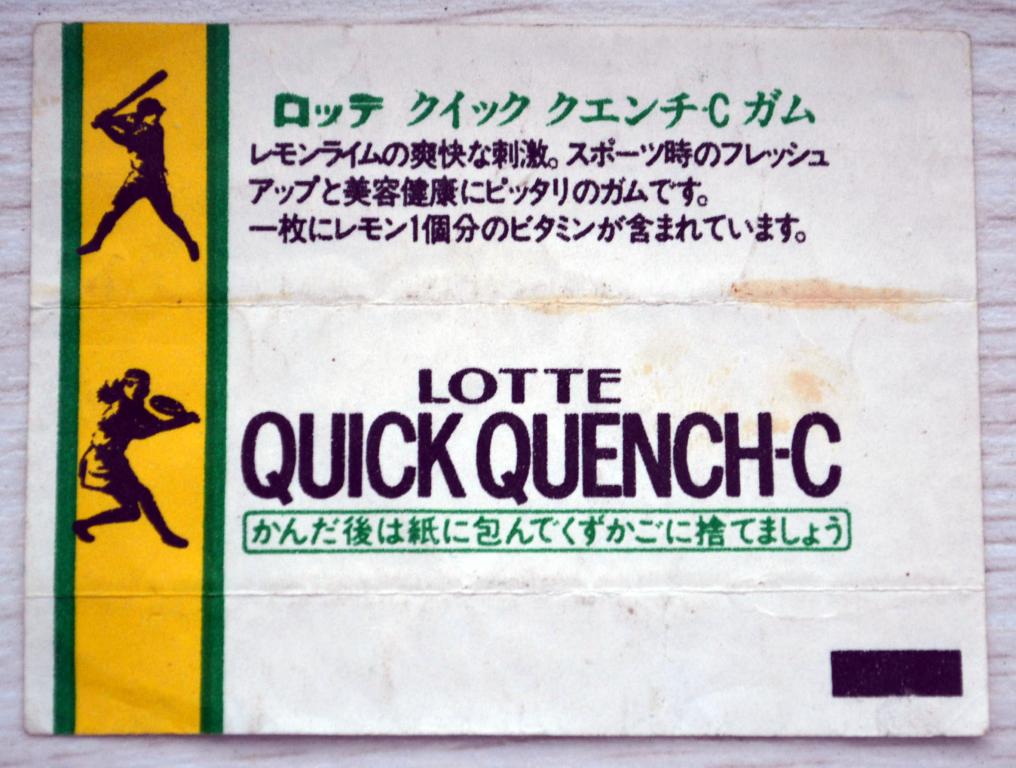 ロッテ クイック クエンチ·C ガム
レモンライムの爽快な刺激。スポーツ時のフレッシュ
アップと美容健康にピッタリのガムです。
一枚にレモン1個分のビタミンが含まれています。
LOTTE
QUICK QUENCH-C
かんだ後は紙に包んでくずかごに捨てましょう